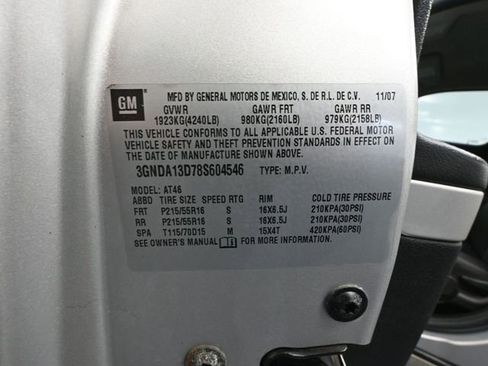 GM MFD BY GENERAL MOTORS DE MEXICO, S. DE R.L. DE C.V. 11/07
GVWR GAWR FRT GAWR RR
1923KG(4240LB) 980KG(2160LB) 979KG(2158LB)
THIS VEHICLE CONFORMS TO ALL APPLICABLE U.S. FEDERAL MOTOR
VEHICLE SAFETY AND THEFT PREVENTION STANDARDS IN EFFECT ON
THE DATE OF MANUFACTURE SHOWN ABOVE.
3GNDA13D78S604546 TYPE: M.P.V.
MODEL: AT46
ABBD TIRE SIZE SPEED RTG RIM COLD TIRE PRESSURE
FRT P215/55R16 S 16X6.5J 210KPA(30PSI)
RR P215/55R16 S 16X6.5J 210KPA(30PSI)
SPA T115/70D15 M 15X4T 420KPA(60PSI)
SEE OWNER'S MANUAL FOR MORE INFORMATION.